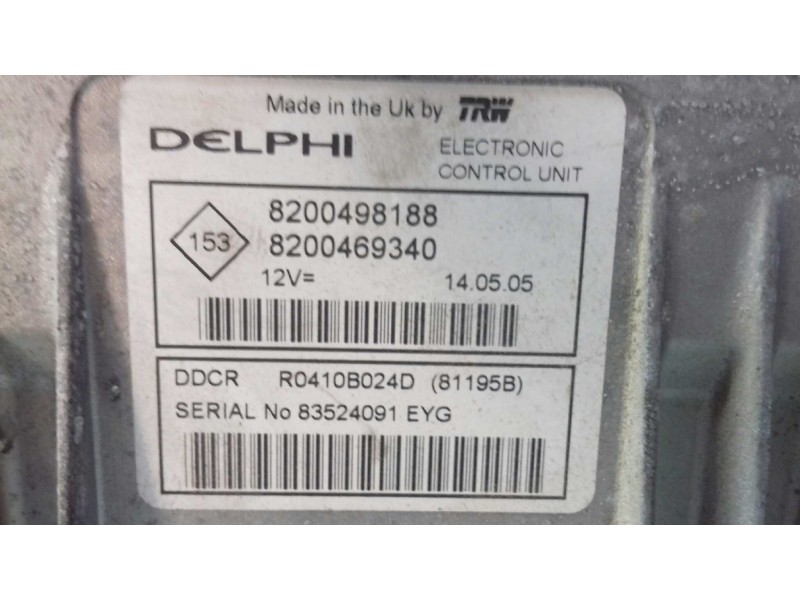 Made in the Uk by TRW
DELPHI
ELECTRONIC
CONTROL UNIT
153
8200498188
8200469340
12V=
14.05.05
DDCR R0410B024D (81195B)
SERIAL No 83524091 EYG